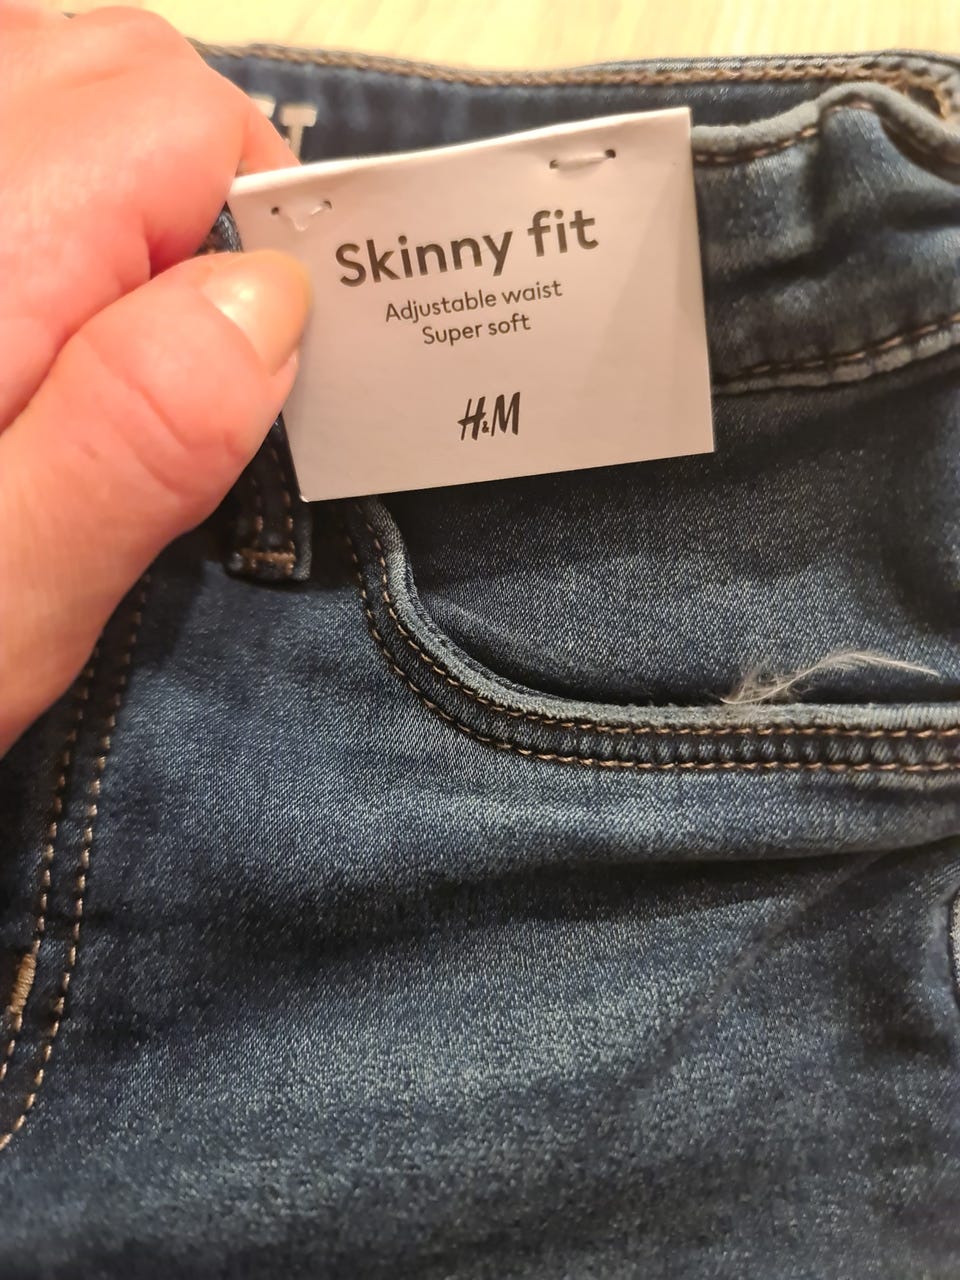 Skinny fit
Adjustable waist
Super soft
H&M